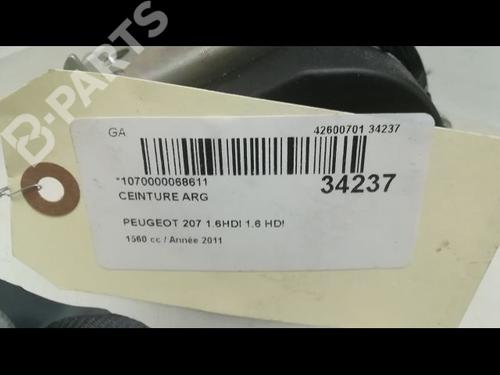 B-PARTS
GA 42600701 34237
*1070000068611 34237
CEINTURE ARG
PEUGEOT 207 1.6HDI 1.6 HDI
1560 cc / Année 2011